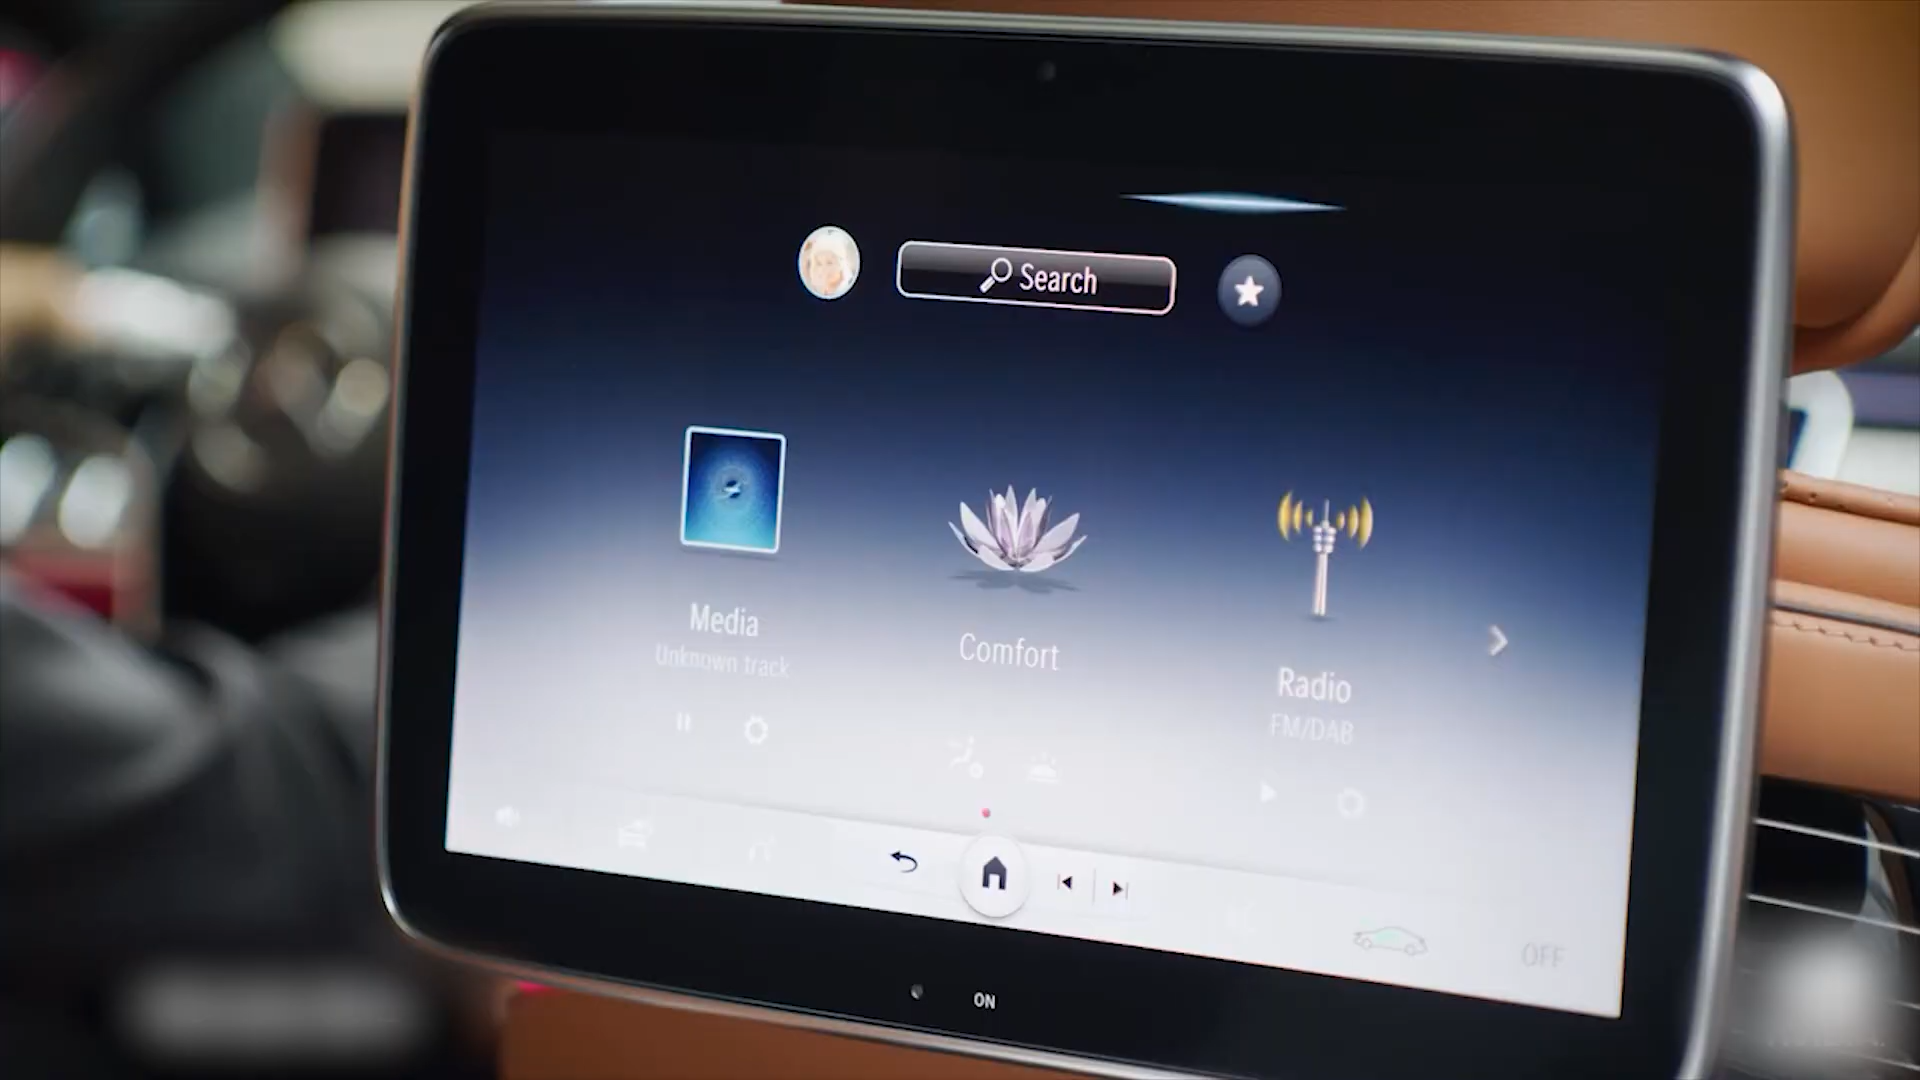 Search
Media
Unknown track
Comfort
Radio
FM/DAB
OFF
ON